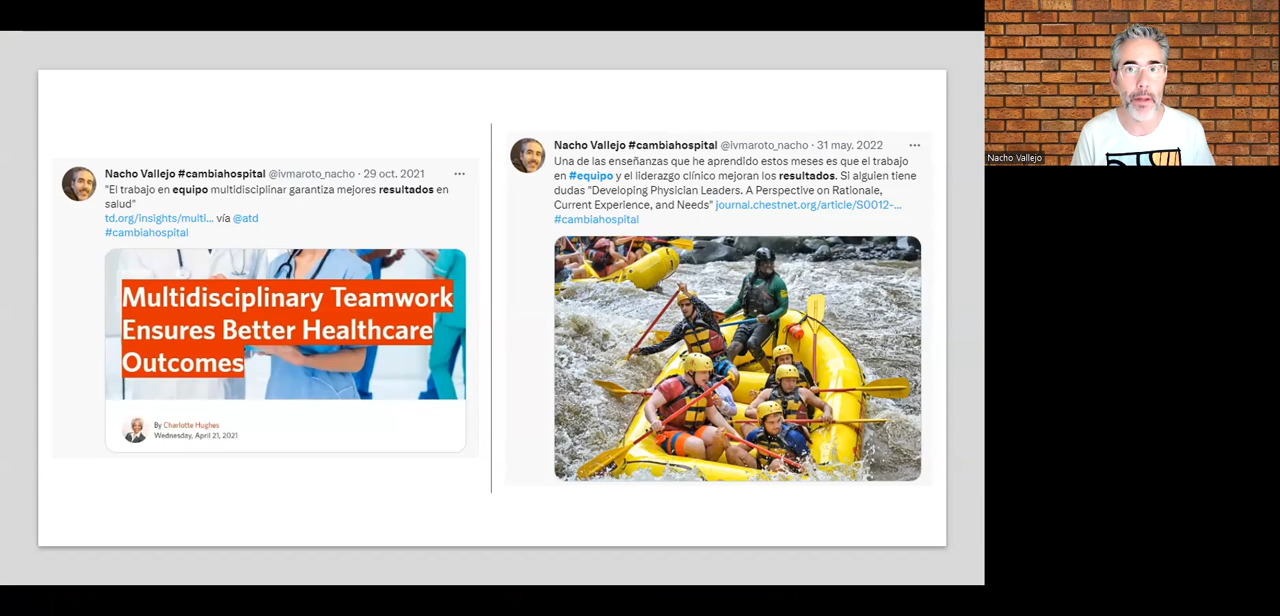 Nacho Vallejo #cambiahospital @ivmaroto_nacho · 29 oct. 2021
"El trabajo en equipo multidisciplinar garantiza mejores resultados en
salud"
td.org/insights/multi... vía @atd
#cambiahospital
Multidisciplinary Teamwork
Ensures Better Healthcare
Outcomes
By Charlotte Hughes
Wednesday, April 21, 2021
Nacho Vallejo #cambiahospital @ivmaroto_nacho · 31 may. 2022
Una de las enseñanzas que he aprendido estos meses es que el trabajo
en #equipo y el liderazgo clínico mejoran los resultados. Si alguien tiene
dudas "Developing Physician Leaders. A Perspective on Rationale,
Current Experience, and Needs" journal.chestnet.org/article/S0012-...
#cambiahospital
Nacho Vallejo